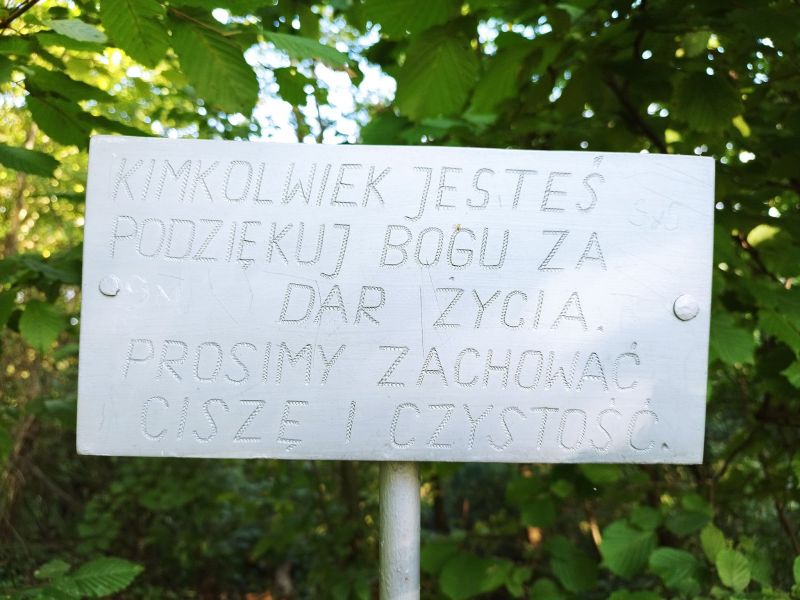 KIMKOLWIEK JESTEŚ
PODZIĘKUJ BOGU ZA
DAR ŻYCIA.
PROSIMY ZACHOWAĆ
CISZĘ I CZYSTOŚĆ.